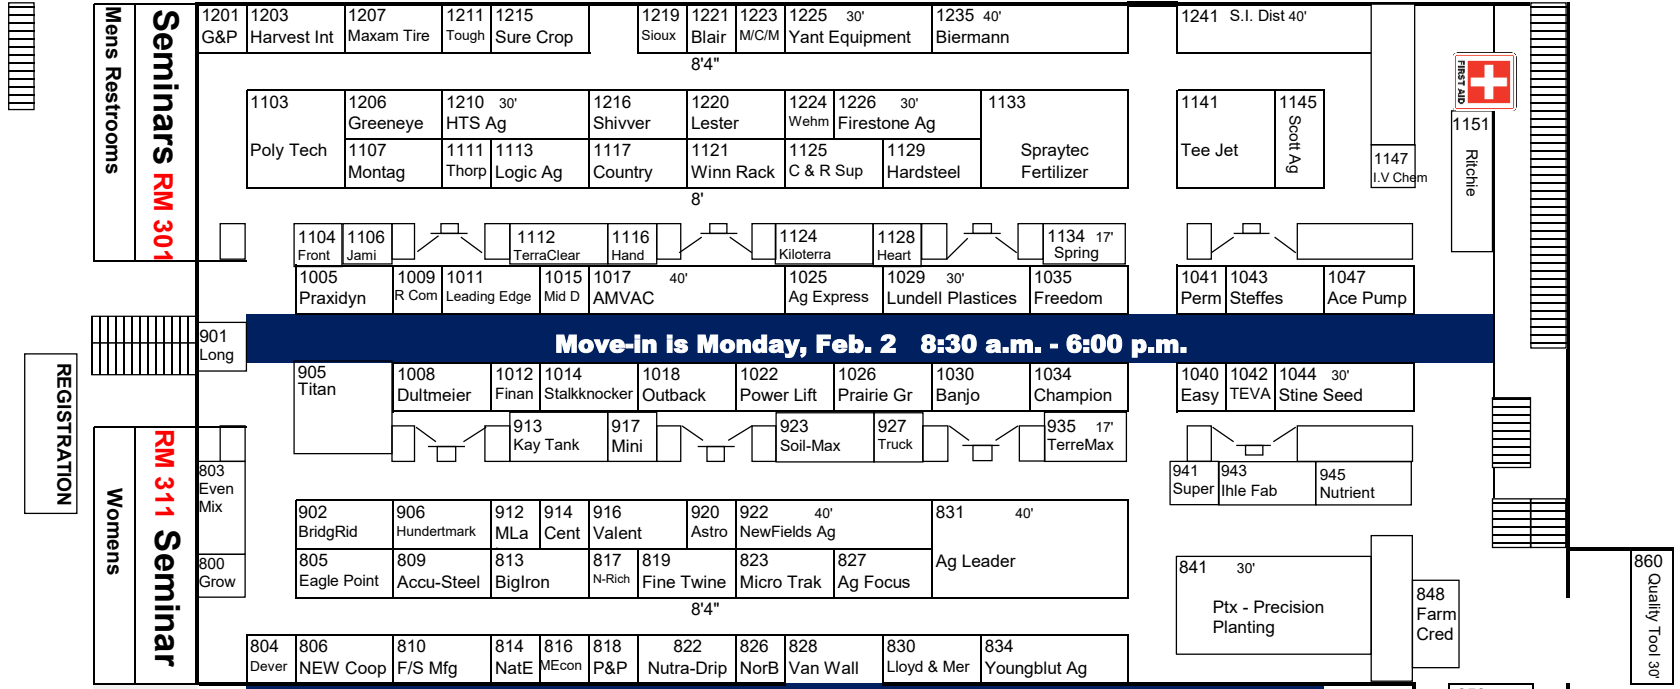 1201 G&P
1203 Harvest Int
1207 Maxam Tire
1211 Tough
1215 Sure Crop
1219 Sioux
1221 Blair
1223 M/C/M
1225 30' Yant Equipment
1235 40' Biermann
1241 S.I. Dist 40'
8'4"
Mens Restrooms
Seminars RM 301
FIRST AID
1103 Poly Tech
1206 Greeneye
1210 30' HTS Ag
1216 Shivver
1220 Lester
1224 Wehm
1226 30' Firestone Ag
1133 Spraytec Fertilizer
1141 Tee Jet
1145 Scott Ag
1151 Ritchie
1107 Montag
1111 Thorp
1113 Logic Ag
1117 Country
1121 Winn Rack
1125 C & R Sup
1129 Hardsteel
1147 I.V Chem
8'
1104 Front
1106 Jami
1112 TerraClear
1116 Hand
1124 Kiloterra
1128 Heart
1134 17' Spring
1005 Praxidyn
1009 R Com
1011 Leading Edge
1015 Mid D
1017 40' AMVAC
1025 Ag Express
1029 30' Lundell Plastices
1035 Freedom
1041 Perm
1043 Steffes
1047 Ace Pump
901 Long
Move-in is Monday, Feb. 2 8:30 a.m. - 6:00 p.m.
REGISTRATION
905 Titan
1008 Dultmeier
1012 Finan
1014 Stalkknocker
1018 Outback
1022 Power Lift
1026 Prairie Gr
1030 Banjo
1034 Champion
1040 Easy
1042 TEVA
1044 30' Stine Seed
913 Kay Tank
917 Mini
923 Soil-Max
927 Truck
935 17' TerreMax
RM 311 Seminar
Womens
803 Even Mix
941 Super
943 Ihle Fab
945 Nutrient
902 BridgRid
906 Hundertmark
912 MLa
914 Cent
916 Valent
920 Astro
922 40' NewFields Ag
831 40' Ag Leader
800 Grow
805 Eagle Point
809 Accu-Steel
813 BigIron
817 N-Rich
819 Fine Twine
823 Micro Trak
827 Ag Focus
841 30' Ptx - Precision Planting
848 Farm Cred
860 Quality Tool 30'
8'4"
804 Dever
806 NEW Coop
810 F/S Mfg
814 NatE
816 MEcon
818 P&P
822 Nutra-Drip
826 NorB
828 Van Wall
830 Lloyd & Mer
834 Youngblut Ag